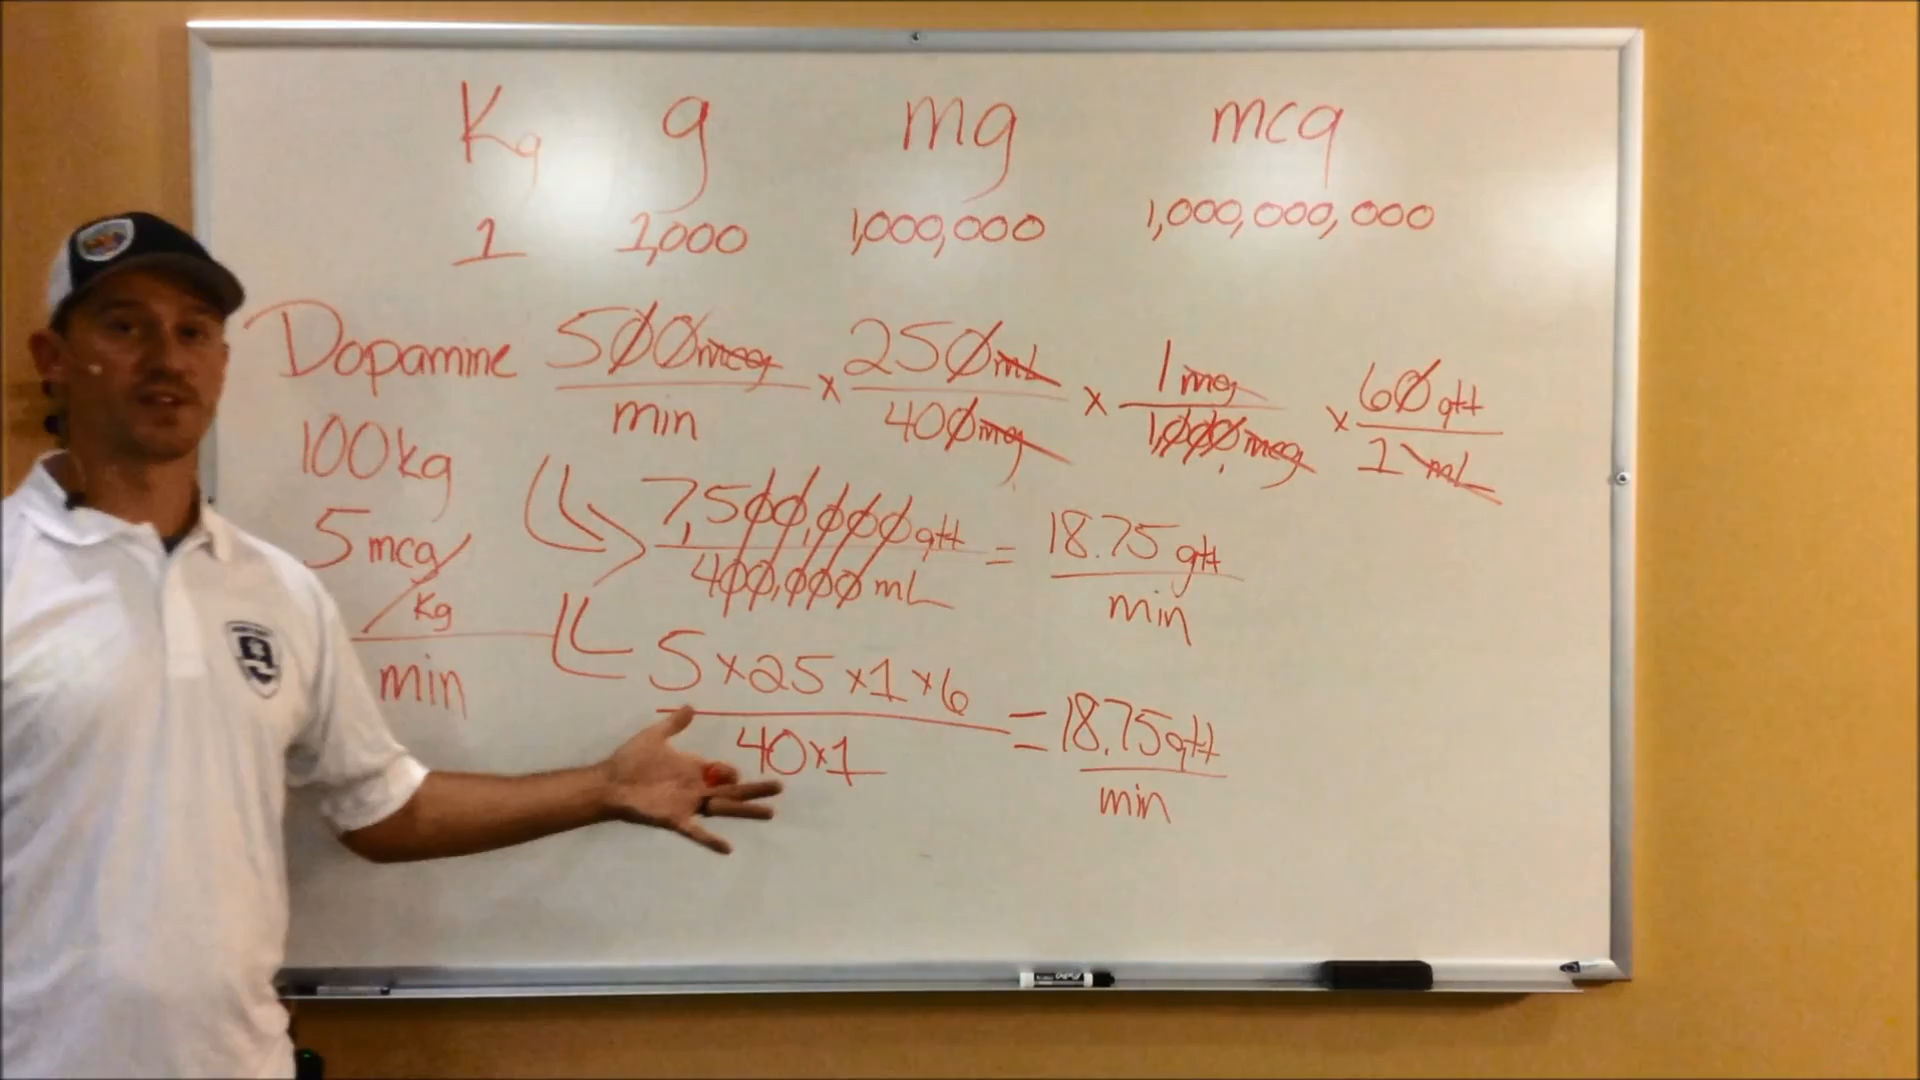 Kg g mg mcg
1 1,000 1,000,000 1,000,000,000
Dopamine 500mcg / min x 250mL / 400mg x 1mg / 1,000mcg x 60gtt / 1mL
100kg
5mcg/kg
min
7,500,000gtt / 400,000mL = 18.75gtt / min
5x25x1x6 / 40x1 = 18.75gtt / min
9